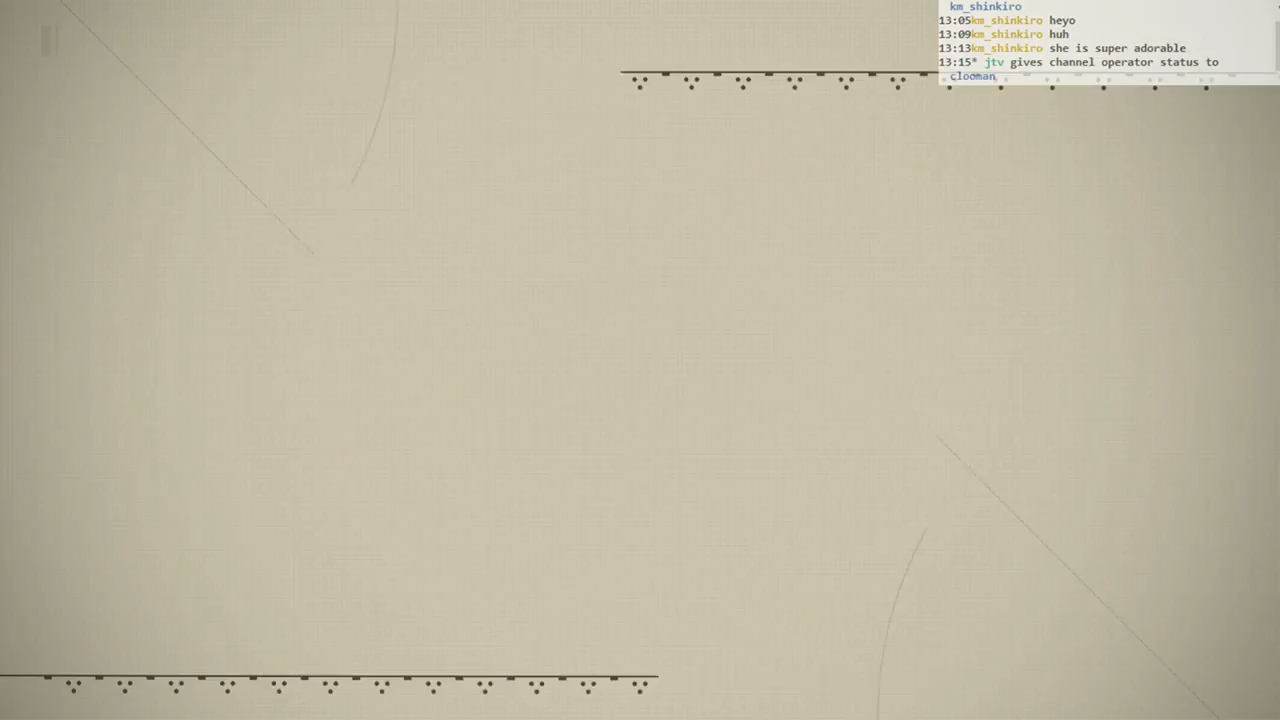 km_shinkiro
13:05km_shinkiro heyo
13:09km_shinkiro huh
13:13km_shinkiro she is super adorable
13:15* jtv gives channel operator status to
clooman